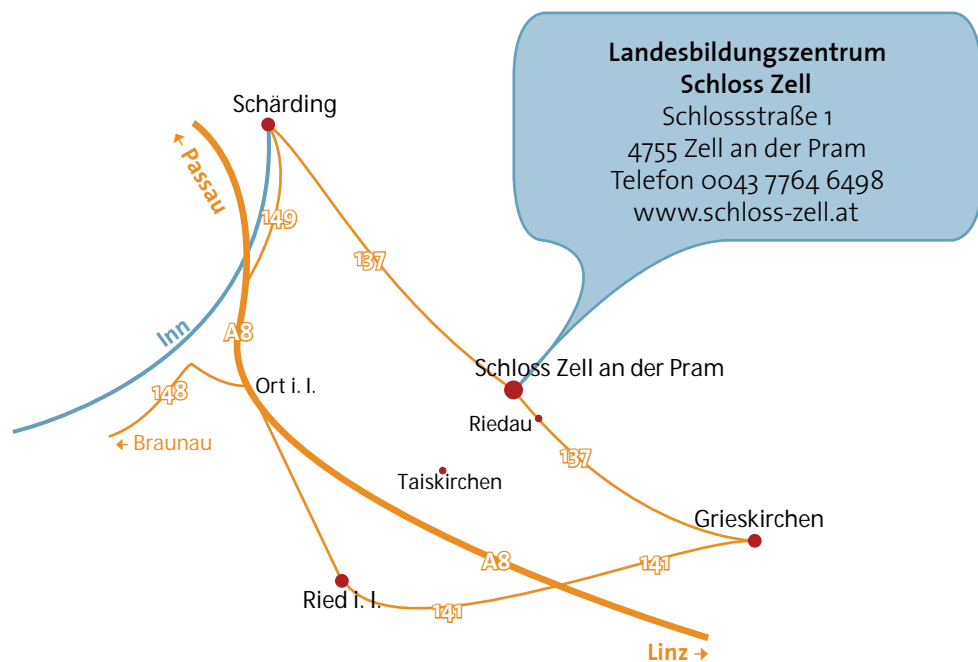 Landesbildungszentrum
Schloss Zell
Schlossstraße 1
4755 Zell an der Pram
Telefon 0043 7764 6498
www.schloss-zell.at
Schärding
← Passau
149
137
Inn
A8
Schloss Zell an der Pram
Ort i. I.
148
Riedau
← Braunau
137
Taiskirchen
Grieskirchen
A8
141
Ried i. I.
141
Linz →